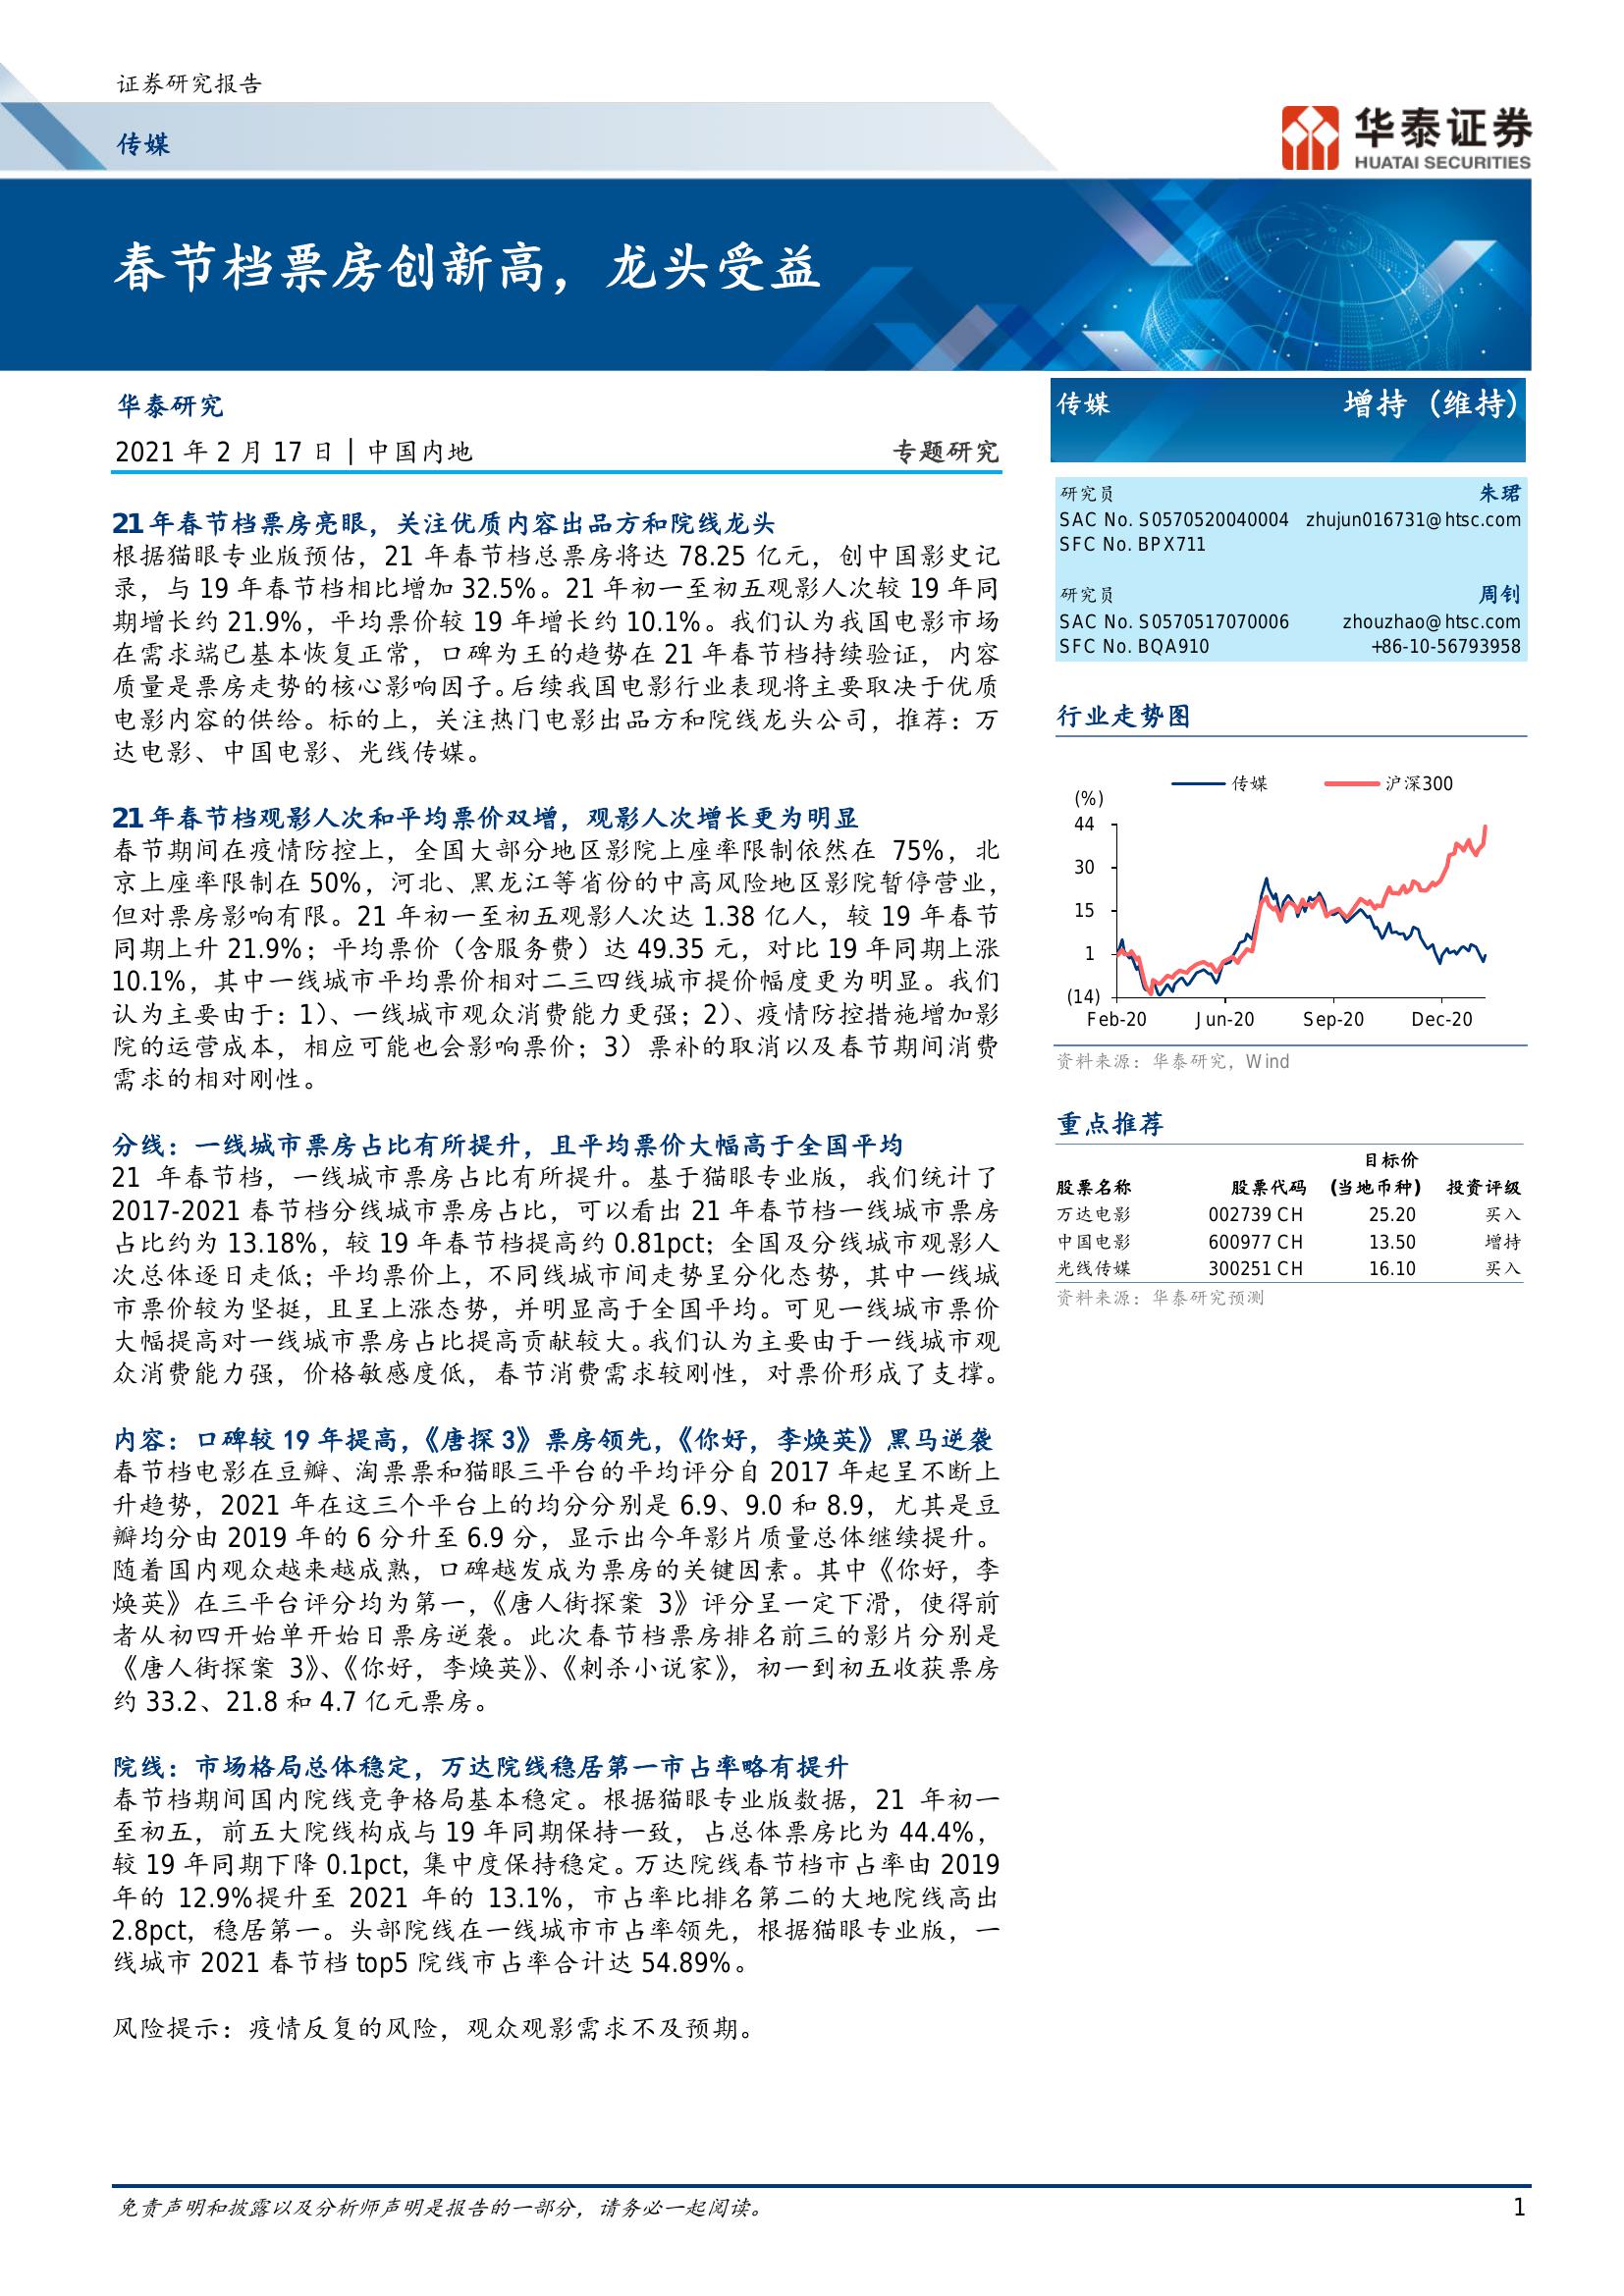 证券研究报告
传媒
华泰证券
HUATAI SECURITIES
春节档票房创新高，龙头受益
华泰研究
2021 年 2 月 17 日｜中国内地
专题研究
21 年春节档票房亮眼，关注优质内容出品方和院线龙头
根据猫眼专业版预估，21 年春节档总票房将达 78.25 亿元，创中国影史记
录，与 19 年春节档相比增加 32.5%。21 年初一至初五观影人次较 19 年同
期增长约 21.9%，平均票价较 19 年增长约 10.1%。我们认为我国电影市场
在需求端已基本恢复正常，口碑为王的趋势在 21 年春节档持续验证，内容
质量是票房走势的核心影响因子。后续我国电影行业表现将主要取决于优质
电影内容的供给。标的上，关注热门电影出品方和院线龙头公司，推荐：万
达电影、中国电影、光线传媒。
21 年春节档观影人次和平均票价双增，观影人次增长更为明显
春节期间在疫情防控上，全国大部分地区影院上座率限制依然在 75%，北
京上座率限制在 50%，河北、黑龙江等省份的中高风险地区影院暂停营业，
但对票房影响有限。21 年初一至初五观影人次达 1.38 亿人，较 19 年春节
同期上升 21.9%；平均票价（含服务费）达 49.35 元，对比 19 年同期上涨
10.1%，其中一线城市平均票价相对二三四线城市提价幅度更为明显。我们
认为主要由于：1）、一线城市观众消费能力更强；2）、疫情防控措施增加影
院的运营成本，相应可能也会影响票价；3）票补的取消以及春节期间消费
需求的相对刚性。
分线：一线城市票房占比有所提升，且平均票价大幅高于全国平均
21 年春节档，一线城市票房占比有所提升。基于猫眼专业版，我们统计了
2017-2021 春节档分线城市票房占比，可以看出 21 年春节档一线城市票房
占比约为 13.18%，较 19 年春节档提高约 0.81pct；全国及分线城市观影人
次总体逐日走低；平均票价上，不同线城市间走势呈分化态势，其中一线城
市票价较为坚挺，且呈上涨态势，并明显高于全国平均。可见一线城市票价
大幅提高对一线城市票房占比提高贡献较大。我们认为主要由于一线城市观
众消费能力强，价格敏感度低，春节消费需求较刚性，对票价形成了支撑。
内容：口碑较 19 年提高，《唐探 3》票房领先，《你好，李焕英》黑马逆袭
春节档电影在豆瓣、淘票票和猫眼三平台的平均评分自 2017 年起呈不断上
升趋势，2021 年在这三个平台上的均分分别是 6.9、9.0 和 8.9，尤其是豆
瓣均分由 2019 年的 6 分升至 6.9 分，显示出今年影片质量总体继续提升。
随着国内观众越来越成熟，口碑越发成为票房的关键因素。其中《你好，李
焕英》在三平台评分均为第一，《唐人街探案 3》评分呈一定下滑，使得前
者从初四开始单开始日票房逆袭。此次春节档票房排名前三的影片分别是
《唐人街探案 3》、《你好，李焕英》、《刺杀小说家》，初一到初五收获票房
约 33.2、21.8 和 4.7 亿元票房。
院线：市场格局总体稳定，万达院线稳居第一市占率略有提升
春节档期间国内院线竞争格局基本稳定。根据猫眼专业版数据，21 年初一
至初五，前五大院线构成与 19 年同期保持一致，占总体票房比为 44.4%，
较 19 年同期下降 0.1pct，集中度保持稳定。万达院线春节档市占率由 2019
年的 12.9%提升至 2021 年的 13.1%，市占率比排名第二的大地院线高出
2.8pct，稳居第一。头部院线在一线城市市占率领先，根据猫眼专业版，一
线城市 2021 春节档 top5 院线市占率合计达 54.89%。
风险提示：疫情反复的风险，观众观影需求不及预期。
传媒 增持（维持）
研究员 朱珺
SAC No. S0570520040004 zhujun016731@htsc.com
SFC No. BPX711
研究员 周钊
SAC No. S0570517070006 zhouzhao@htsc.com
SFC No. BQA910 +86-10-56793958
行业走势图
传媒 沪深300
(%)
44
30
15
1
(14)
Feb-20 Jun-20 Sep-20 Dec-20
资料来源：华泰研究，Wind
重点推荐
目标价
股票名称 股票代码 (当地币种) 投资评级
万达电影 002739 CH 25.20 买入
中国电影 600977 CH 13.50 增持
光线传媒 300251 CH 16.10 买入
资料来源：华泰研究预测
免责声明和披露以及分析师声明是报告的一部分，请务必一起阅读。
1